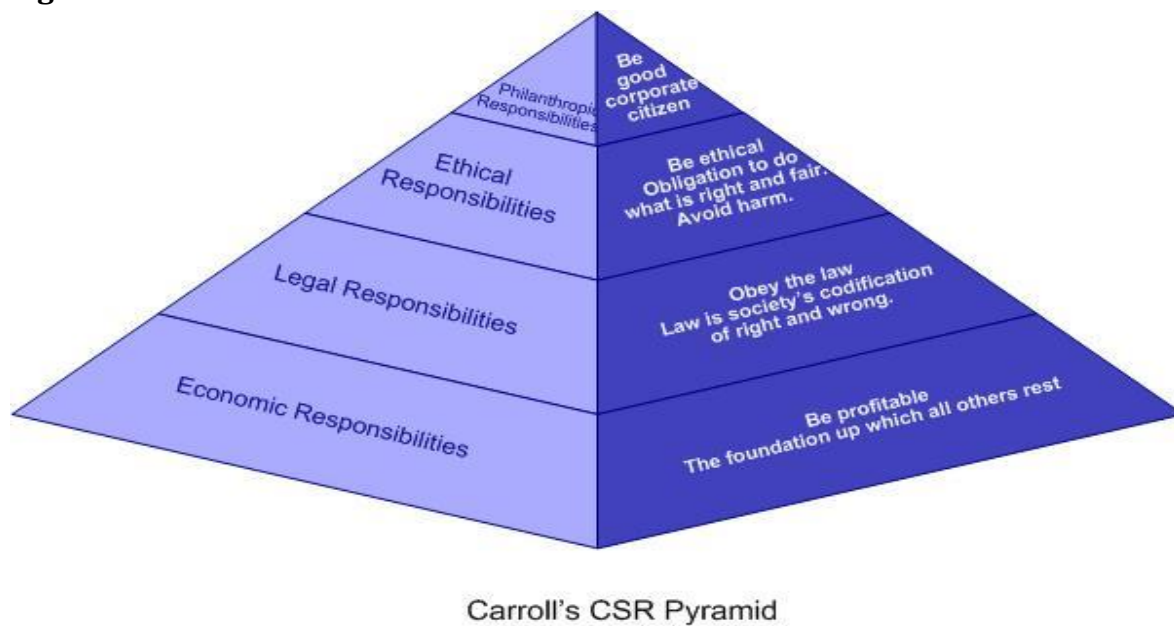 Philanthropic
Responsibilities
Be
good
corporate
citizen
Ethical
Responsibilities
Be ethical
Obligation to do
what is right and fair.
Avoid harm.
Legal Responsibilities
Obey the law
Law is society's codification
of right and wrong.
Economic Responsibilities
Be profitable
The foundation up which all others rest
Carroll's CSR Pyramid